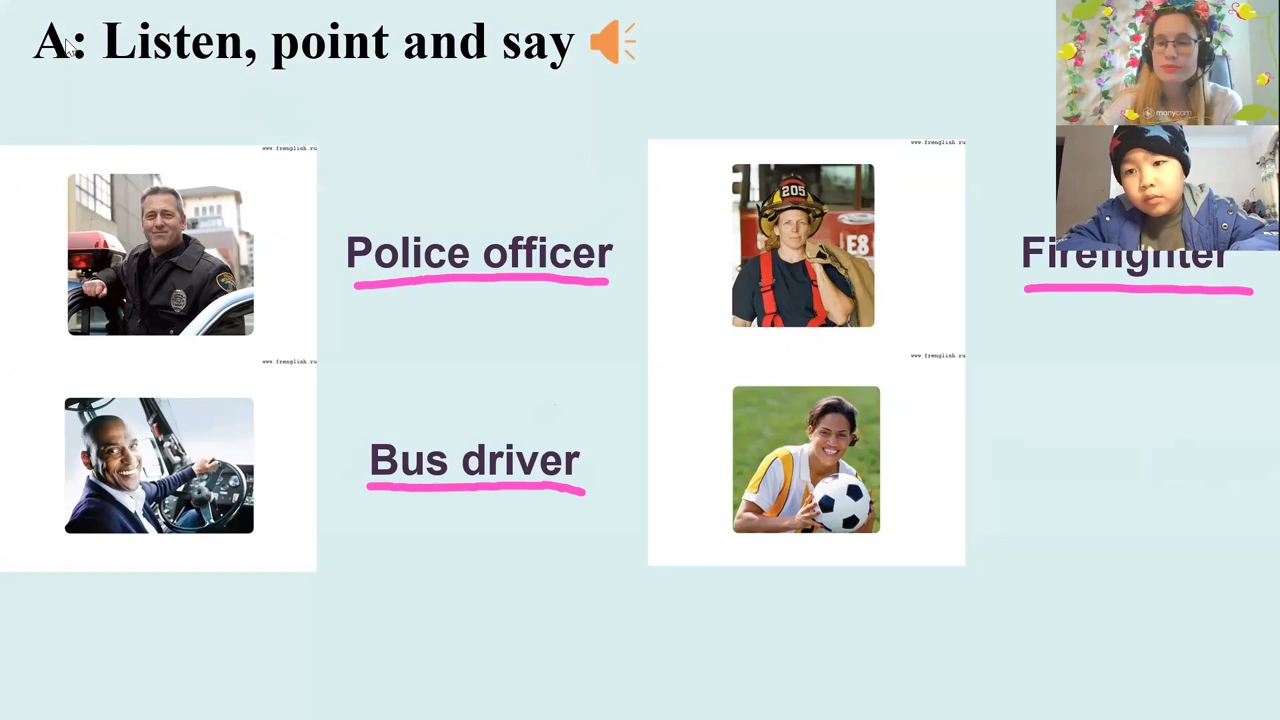 A: Listen, point and say
www.frenglish.ru
www.frenglish.ru
205
E8
Police officer
Firefighter
www.frenglish.ru
www.frenglish.ru
Bus driver
manycam